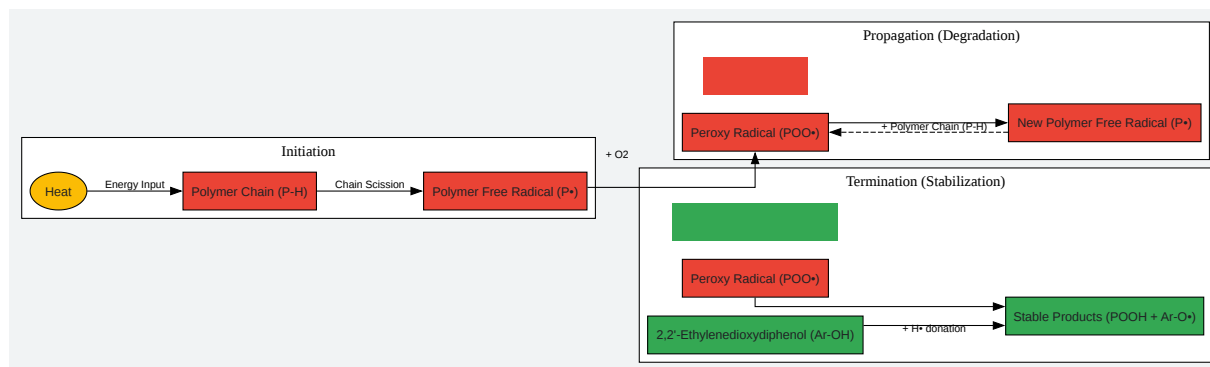 Initiation
Heat
Energy Input
Polymer Chain (P-H)
Chain Scission
Polymer Free Radical (P•)
+ O2
Propagation (Degradation)
Peroxy Radical (POO•)
+ Polymer Chain (P-H)
New Polymer Free Radical (P•)
Termination (Stabilization)
Peroxy Radical (POO•)
2,2'-Ethylenedioxydiphenol (Ar-OH)
+ H• donation
Stable Products (POOH + Ar-O•)